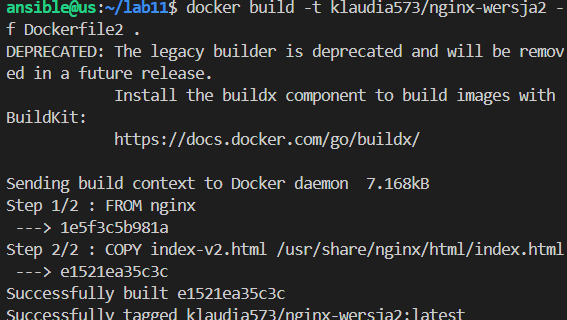 ansible@us:~/lab11$ docker build -t klaudia573/nginx-wersja2 -
f Dockerfile2 .
DEPRECATED: The legacy builder is deprecated and will be remov
ed in a future release.
            Install the buildx component to build images with
BuildKit:
            https://docs.docker.com/go/buildx/

Sending build context to Docker daemon  7.168kB
Step 1/2 : FROM nginx
 ---> 1e5f3c5b981a
Step 2/2 : COPY index-v2.html /usr/share/nginx/html/index.html
 ---> e1521ea35c3c
Successfully built e1521ea35c3c
Successfully tagged klaudia573/nginx-wersja2:latest